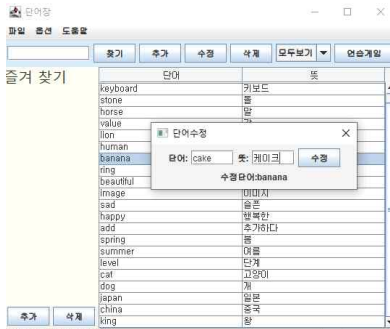 단어장
파일 옵션 도움말
찾기 추가 수정 삭제 모두보기 연습게임
즐겨 찾기
단어 뜻
keyboard 키보드
stone 돌
horse 말
value
lion
human
banana
ring
beautiful
image 이미지
sad 슬픈
happy 행복한
add 추가하다
spring 봄
summer 여름
level 단계
cat 고양이
dog 개
japan 일본
china 중국
king 왕
단어수정
단어: cake 뜻: 케이크 수정
수정단어:banana
추가 삭제